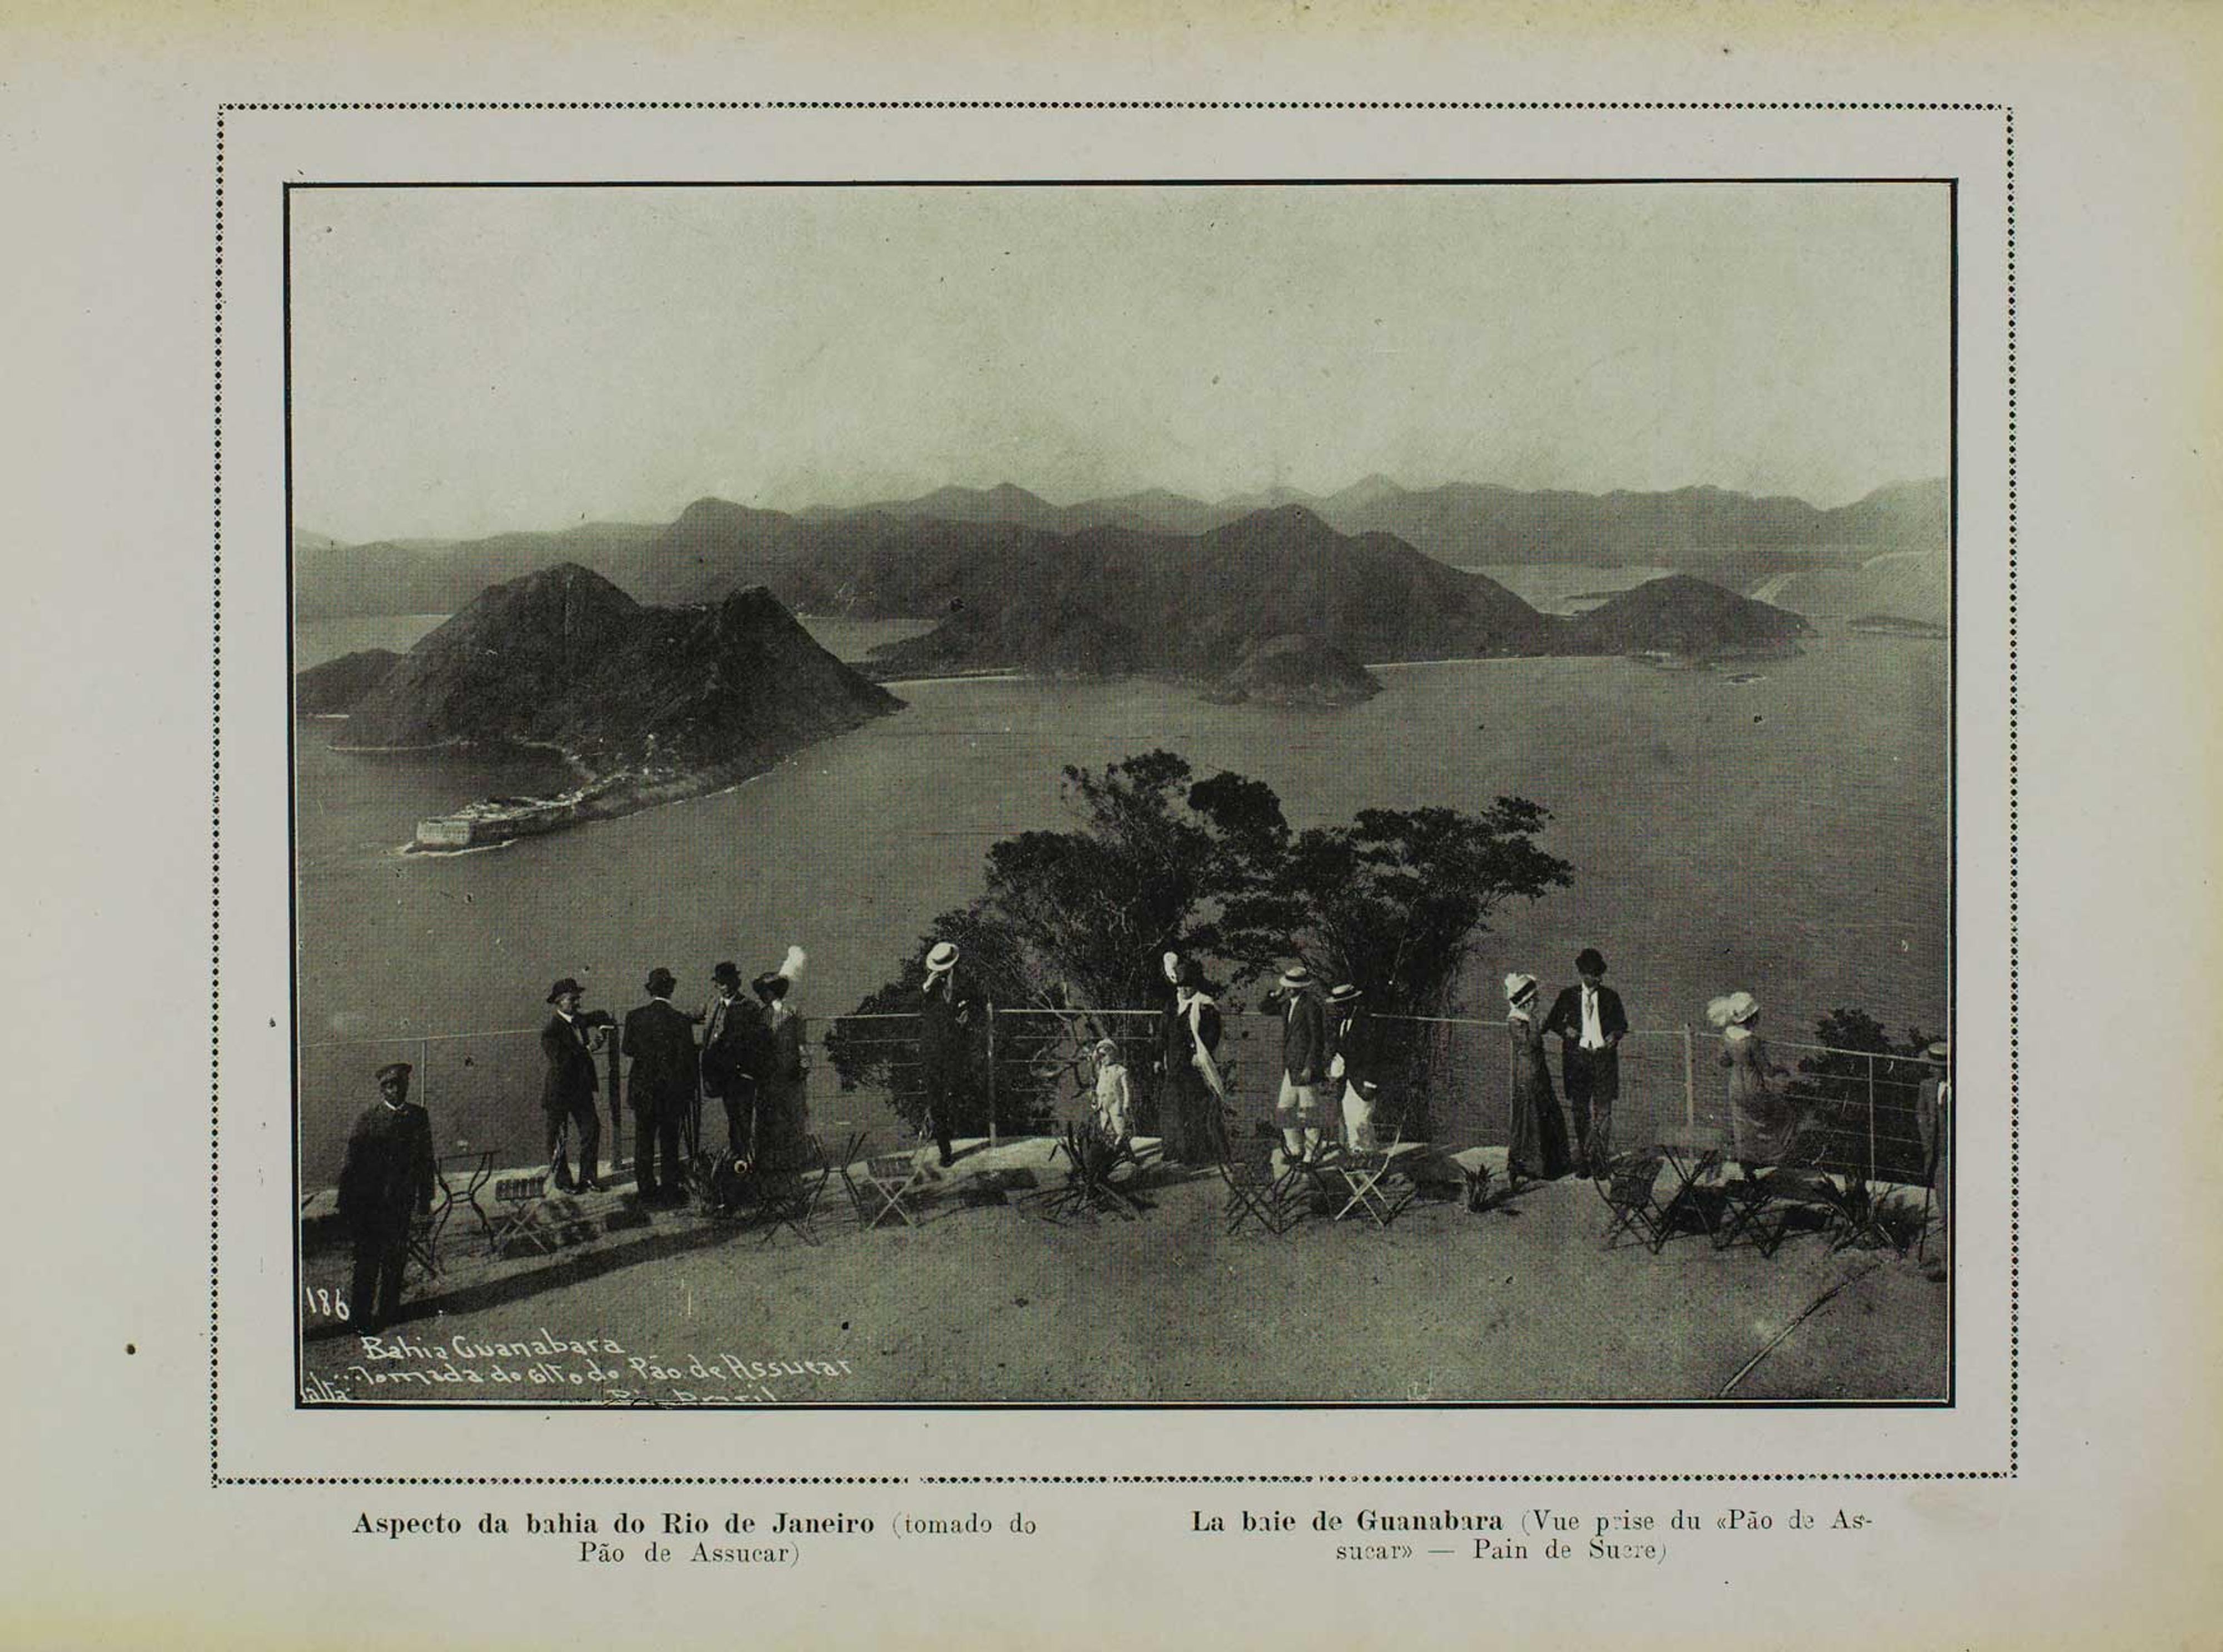 186
Bahia Guanabara
Tomada do alto do Pão de Assucar
Aspecto da bahia do Rio de Janeiro (tomado do
Pão de Assucar)
La baie de Guanabara (Vue prise du «Pão de As-
sucar» — Pain de Sucre)